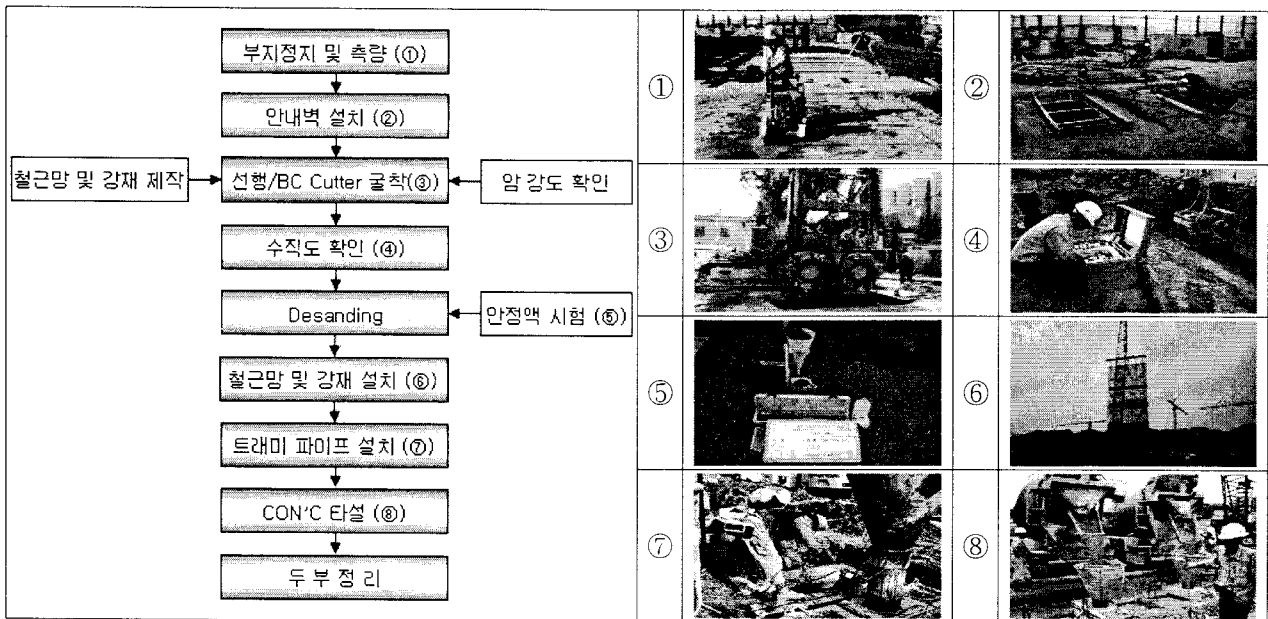 부지정지 및 측량 (①)
안내벽 설치 (②)
철근망 및 강재 제작
선행/BC Cutter 굴착(③)
암 강도 확인
수직도 확인 (④)
Desanding
안정액 시험 (⑤)
철근망 및 강재 설치 (⑥)
트래미 파이프 설치 (⑦)
CON'C 타설 (⑧)
두 부 정 리
①
②
③
④
⑤
⑥
⑦
⑧